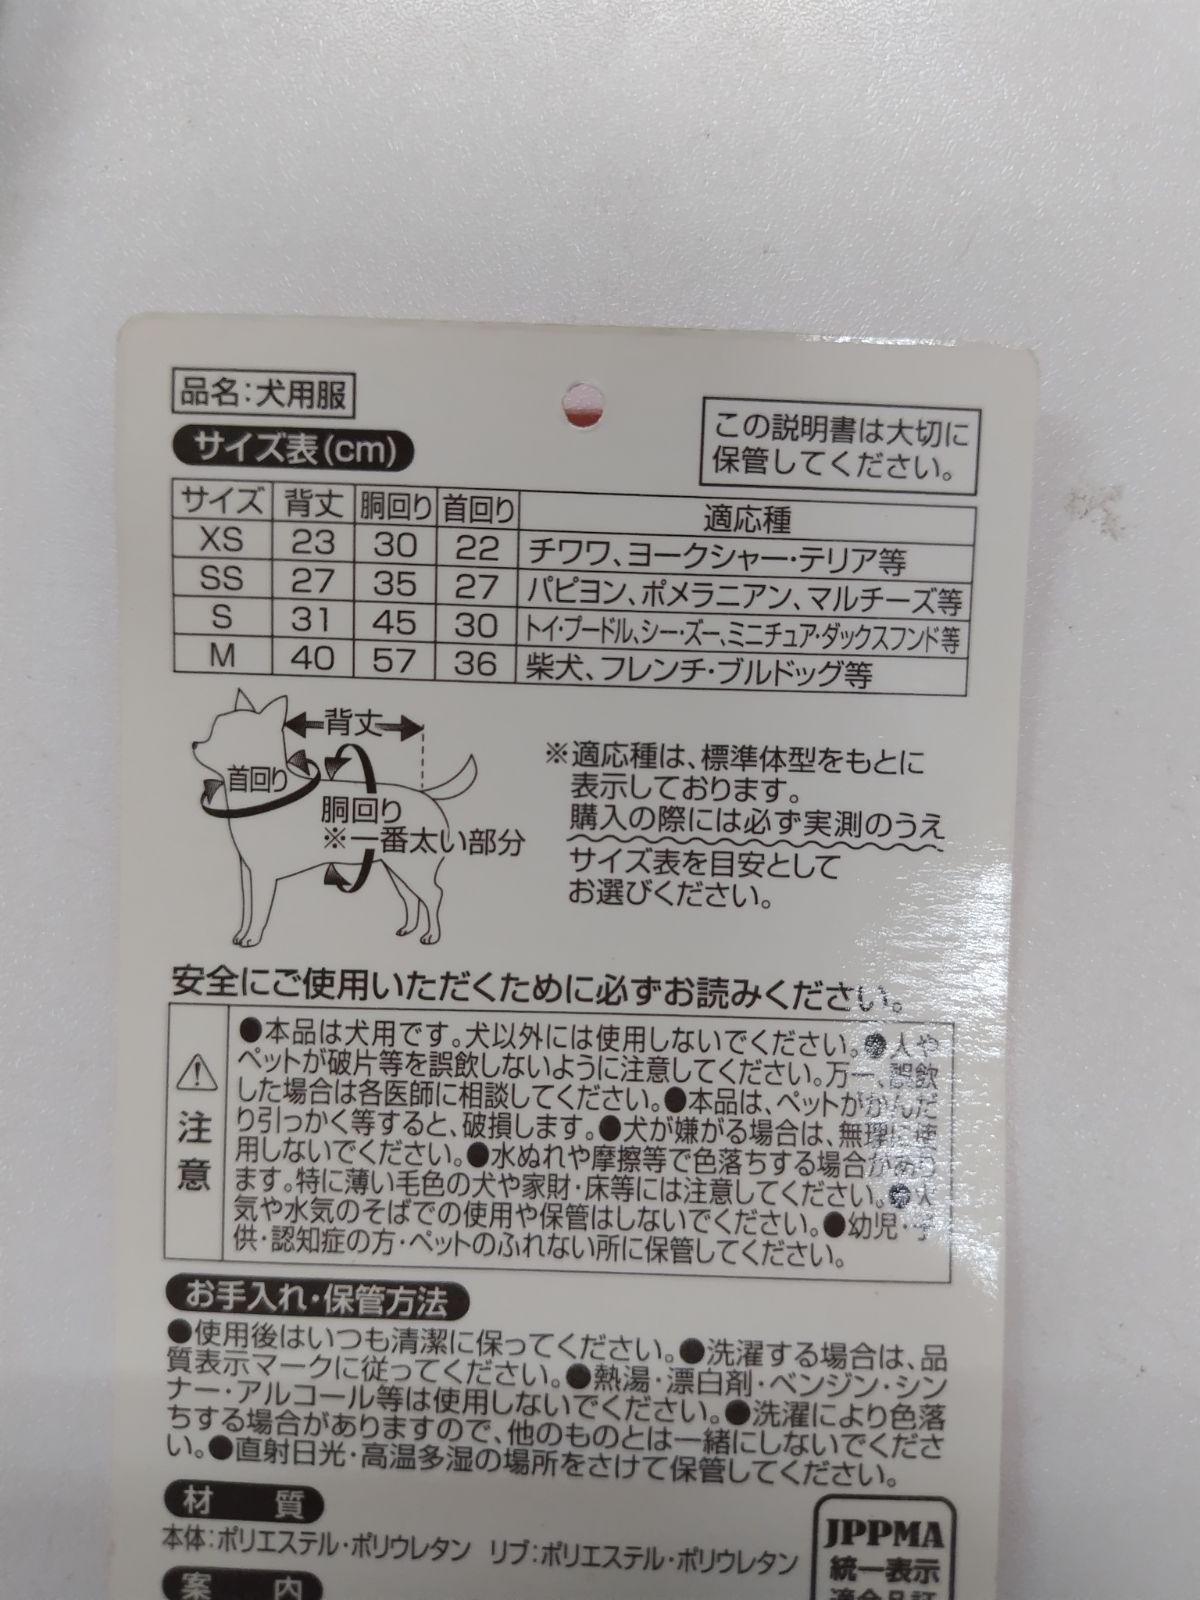 品名:犬用服
この説明書は大切に
保管してください。
サイズ表(cm)
サイズ 背丈 胴回り 首回り 適応種
XS 23 30 22 チワワ、ヨークシャー・テリア等
SS 27 35 27 パピヨン、ポメラニアン、マルチーズ等
S 31 45 30 トイ・プードル、シー・ズー、ミニチュア・ダックスフンド等
M 40 57 36 柴犬、フレンチ・ブルドッグ等
背丈
首回り
胴回り
※一番太い部分
※適応種は、標準体型をもとに
表示しております。
購入の際には必ず実測のうえ
サイズ表を目安として
お選びください。
安全にご使用いただくために必ずお読みください。
注意
●本品は犬用です。犬以外には使用しないでください。●人や
ペットが破片等を誤飲しないように注意してください。万一、誤飲
した場合は各医師に相談してください。●本品は、ペットがかんだ
り引っかく等すると、破損します。●犬が嫌がる場合は、無理に使
用しないでください。●水ぬれや摩擦等で色落ちする場合があり
ます。特に薄い毛色の犬や家財・床等には注意してください。●火
気や水気のそばでの使用や保管はしないでください。●幼児・子
供・認知症の方・ペットのふれない所に保管してください。
お手入れ・保管方法
●使用後はいつも清潔に保ってください。●洗濯する場合は、品
質表示マークに従ってください。●熱湯・漂白剤・ベンジン・シン
ナー・アルコール等は使用しないでください。●洗濯により色落
ちする場合がありますので、他のものとは一緒にしないでくださ
い。●直射日光・高温多湿の場所をさけて保管してください。
材質
本体:ポリエステル・ポリウレタン リブ:ポリエステル・ポリウレタン
案内
JPPMA
統一表示